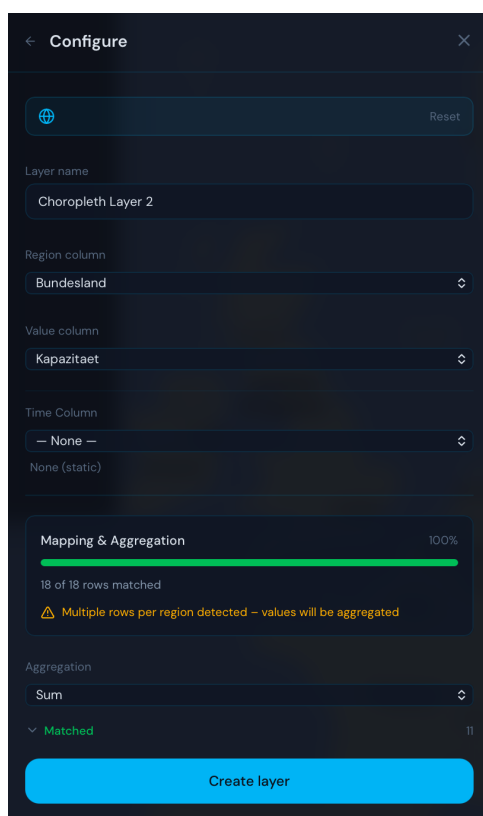 Configure
Reset
Layer name
Choropleth Layer 2
Region column
Bundesland
Value column
Kapazitaet
Time Column
— None —
None (static)
Mapping & Aggregation 100%
18 of 18 rows matched
Multiple rows per region detected – values will be aggregated
Aggregation
Sum
Matched 11
Create layer